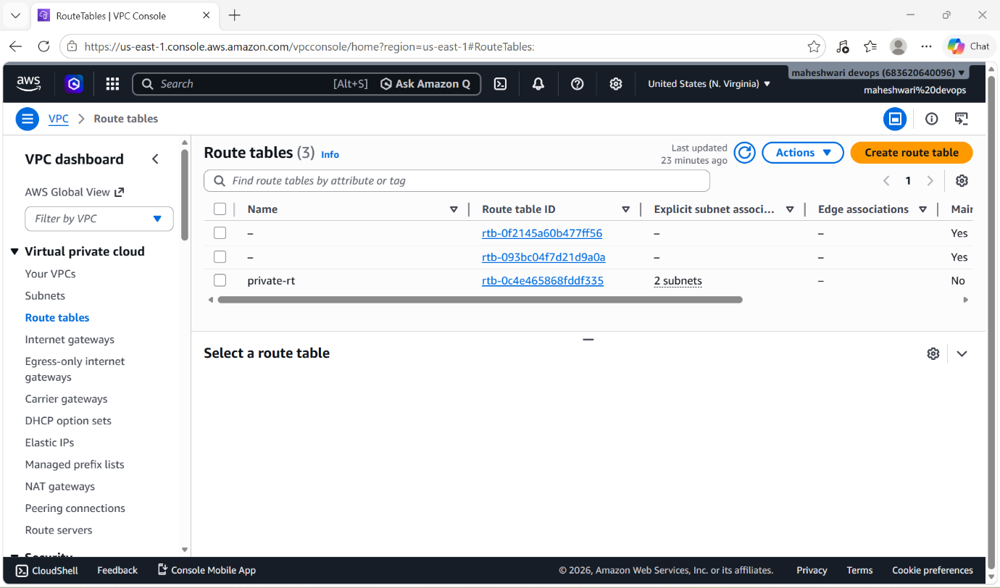 RouteTables | VPC Console
https://us-east-1.console.aws.amazon.com/vpcconsole/home?region=us-east-1#RouteTables:
Chat
aws
Search
[Alt+S]
Ask Amazon Q
United States (N. Virginia)
maheshwari devops (683620640096)
maheshwari%20devops
VPC
Route tables
VPC dashboard
AWS Global View
Filter by VPC
Virtual private cloud
Your VPCs
Subnets
Route tables
Internet gateways
Egress-only internet
gateways
Carrier gateways
DHCP option sets
Elastic IPs
Managed prefix lists
NAT gateways
Peering connections
Route servers
Security
Route tables (3) Info
Last updated
23 minutes ago
Actions
Create route table
Find route tables by attribute or tag
1
Name Route table ID Explicit subnet associ... Edge associations Main
– rtb-0f2145a60b477ff56 – – Yes
– rtb-093bc04f7d21d9a0a – – Yes
private-rt rtb-0c4e465868fddf335 2 subnets – No
Select a route table
CloudShell Feedback Console Mobile App © 2026, Amazon Web Services, Inc. or its affiliates. Privacy Terms Cookie preferences